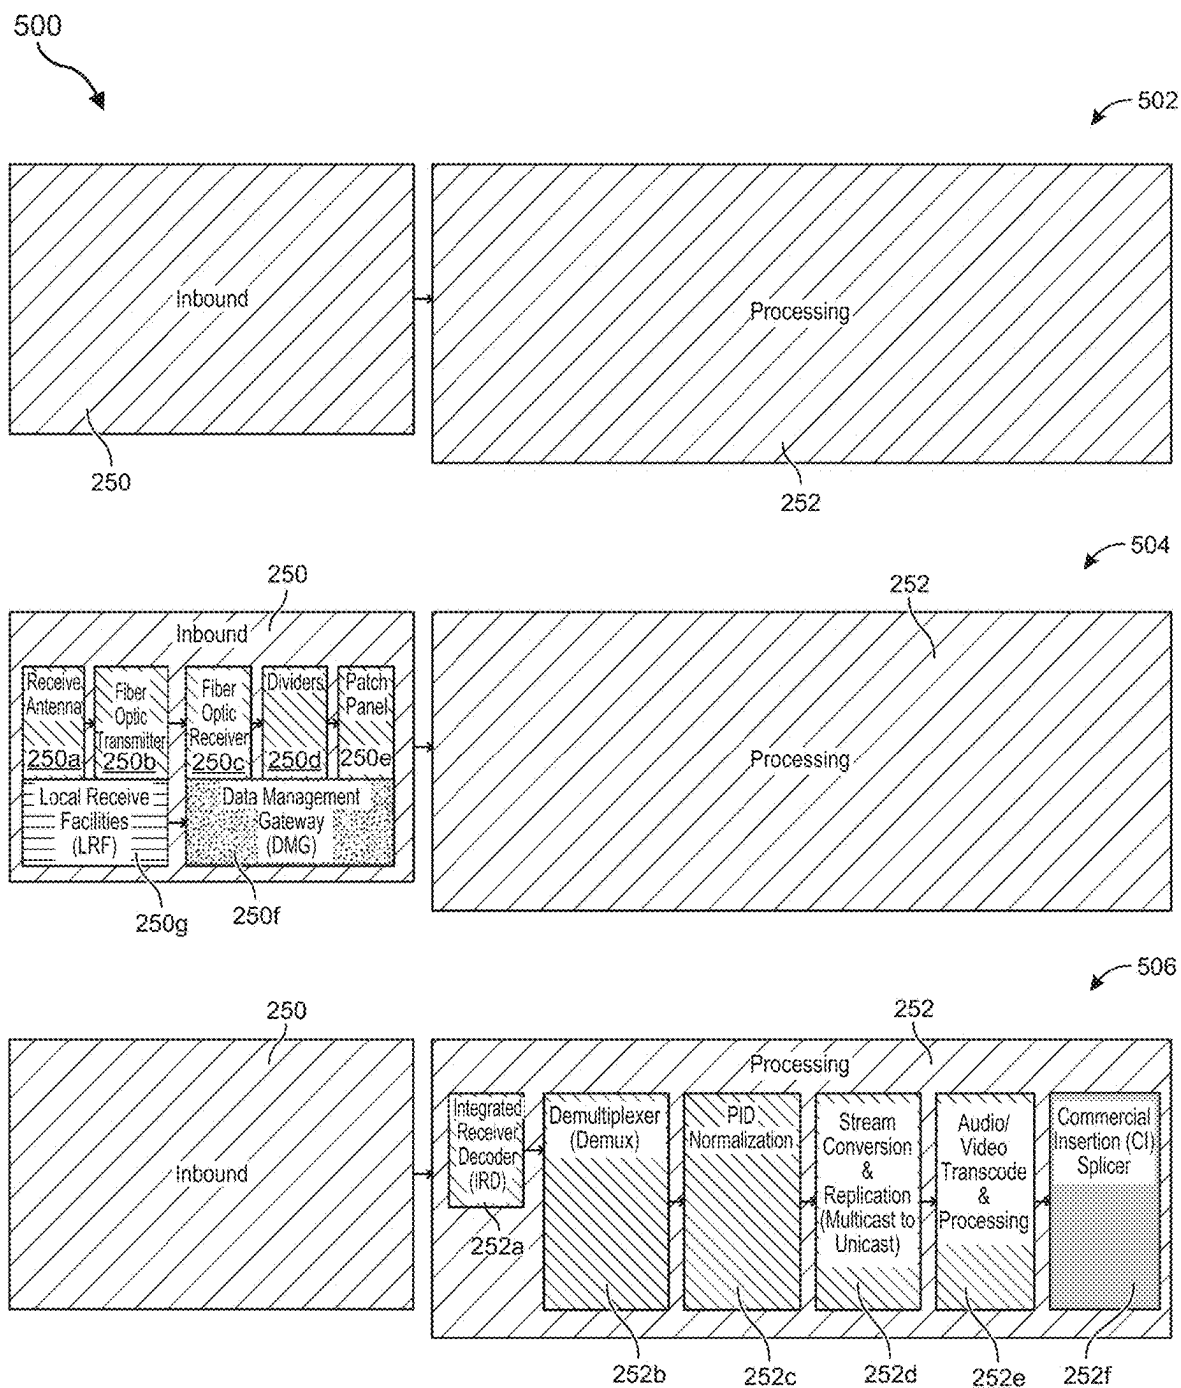 500
502
Inbound
Processing
250
252
504
250
252
Inbound
Receive
Antenna
250a
Fiber
Optic
Transmitter
250b
Fiber
Optic
Receiver
250c
Dividers
250d
Patch
Panel
250e
Local Receive
Facilities
(LRF)
Data Management
Gateway
(DMG)
Processing
250g
250f
506
250
252
Inbound
Processing
Integrated
Receiver
Decoder
(IRD)
252a
Demultiplexer
(Demux)
PID
Normalization
Stream
Conversion
&
Replication
(Multicast to
Unicast)
Audio/
Video
Transcode
&
Processing
Commercial
Insertion (CI)
Splicer
252b
252c
252d
252e
252f